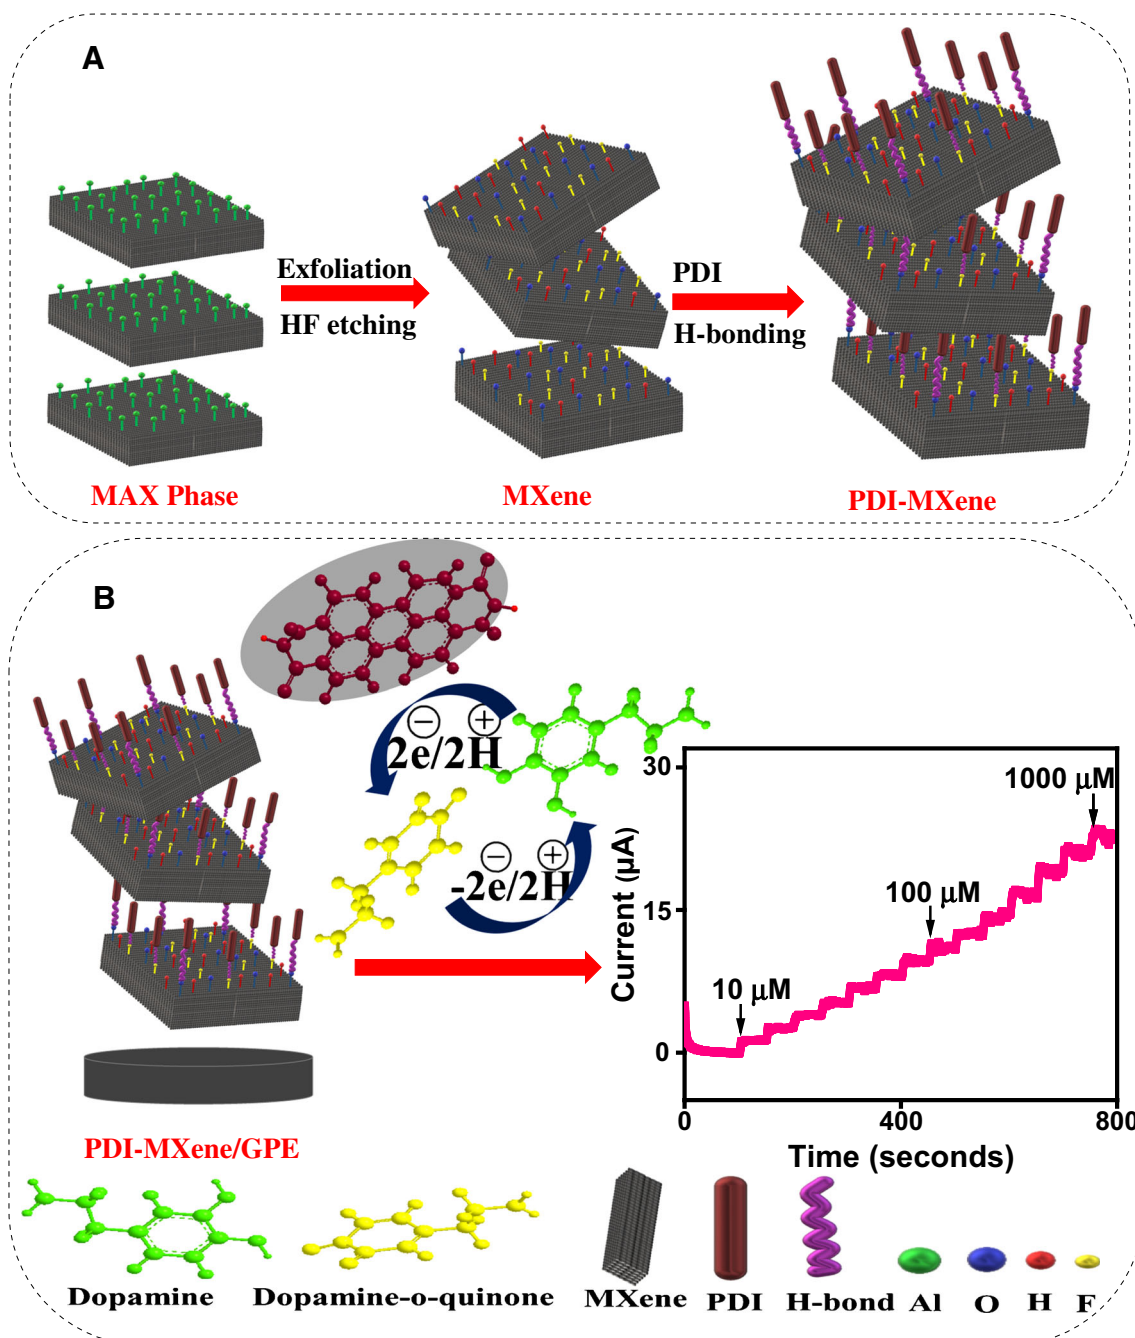 A
Exfoliation
HF etching
PDI
H-bonding
MAX Phase
MXene
PDI-MXene
B
2e/2H
- +
-2e/2H
- +
30
15
0
Current (µA)
10 µM
100 µM
1000 µM
0 400 800
Time (seconds)
PDI-MXene/GPE
Dopamine
Dopamine-o-quinone
MXene
PDI
H-bond
Al
O
H
F